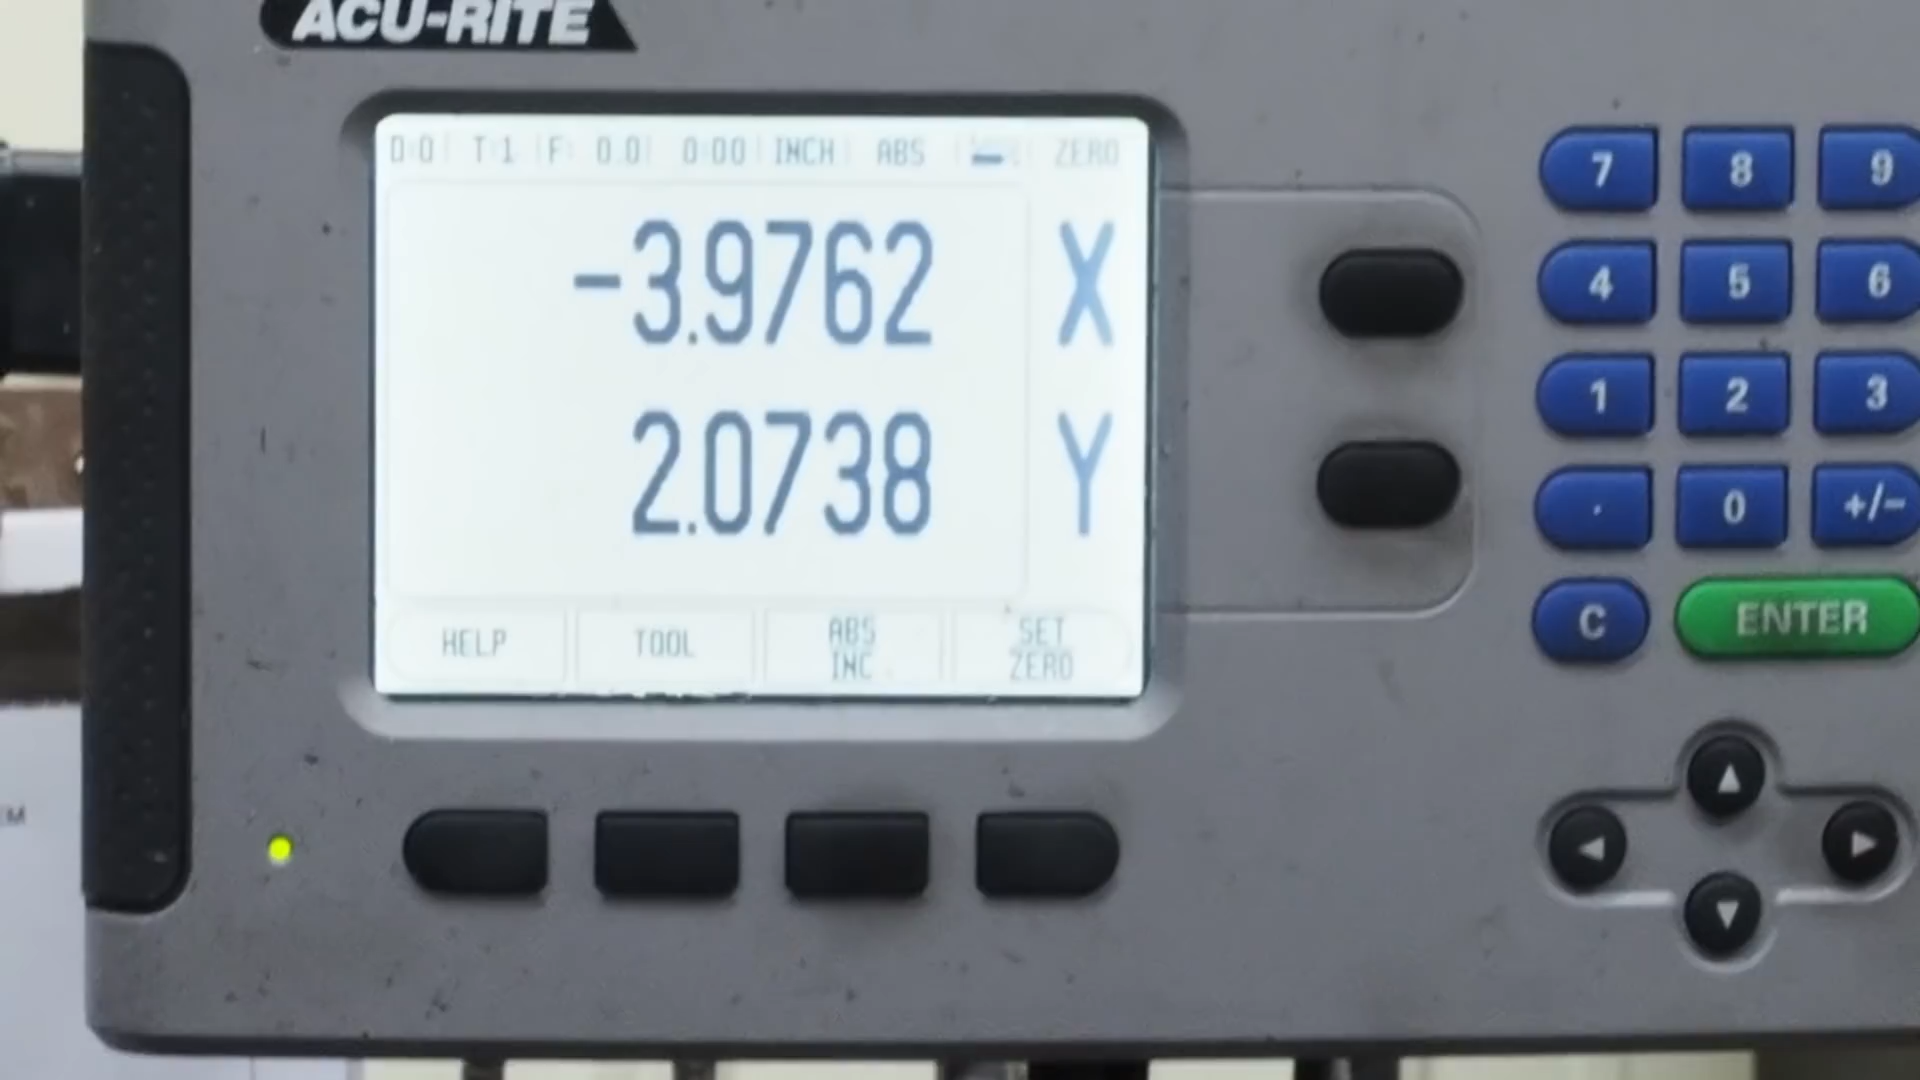 ACU-RITE
D:0 T:1 F: 0.0 0:00 INCH ABS ZERO
-3.9762 X
2.0738 Y
HELP TOOL ABS INC SET ZERO
7 8 9
4 5 6
1 2 3
. 0 +/-
C ENTER